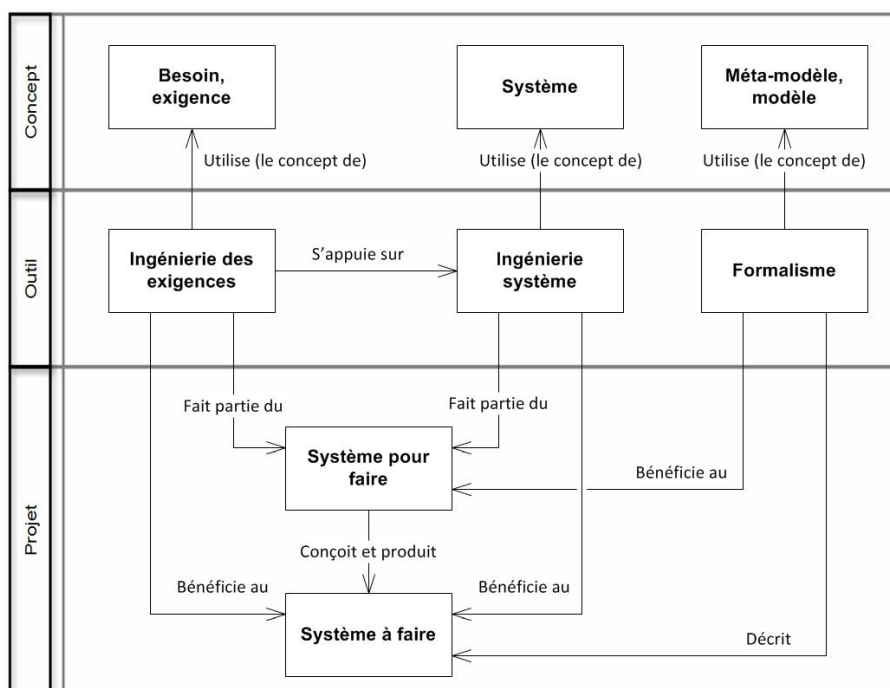 Concept
Besoin,
exigence
Système
Méta-modèle,
modèle
Utilise (le concept de)
Utilise (le concept de)
Utilise (le concept de)
Outil
Ingénierie des
exigences
S’appuie sur
Ingénierie
système
Formalisme
Projet
Fait partie du
Fait partie du
Système pour
faire
Bénéficie au
Conçoit et produit
Bénéficie au
Bénéficie au
Système à faire
Décrit